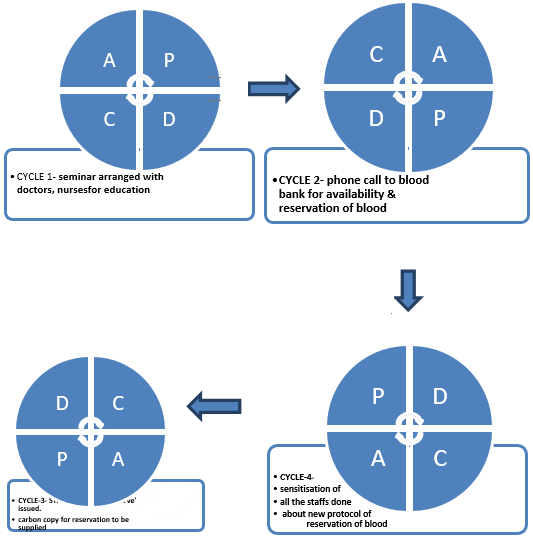 A P
C D
• CYCLE 1- seminar arranged with
doctors, nursesfor education
C A
D P
• CYCLE 2- phone call to blood
bank for availability &
reservation of blood
D C
P A
• CYCLE-3-
issued.
• carbon copy for reservation to be
supplied
P D
A C
• CYCLE-4-
• sensitisation of
• all the staffs done
• about new protocol of
reservation of blood